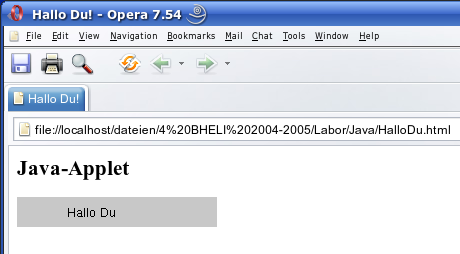 Hallo Du! - Opera 7.54
File Edit View Navigation Bookmarks Mail Chat Tools Window Help
Hallo Du!
file://localhost/dateien/4%20BHELI%202004-2005/Labor/Java/HalloDu.html
Java-Applet
Hallo Du